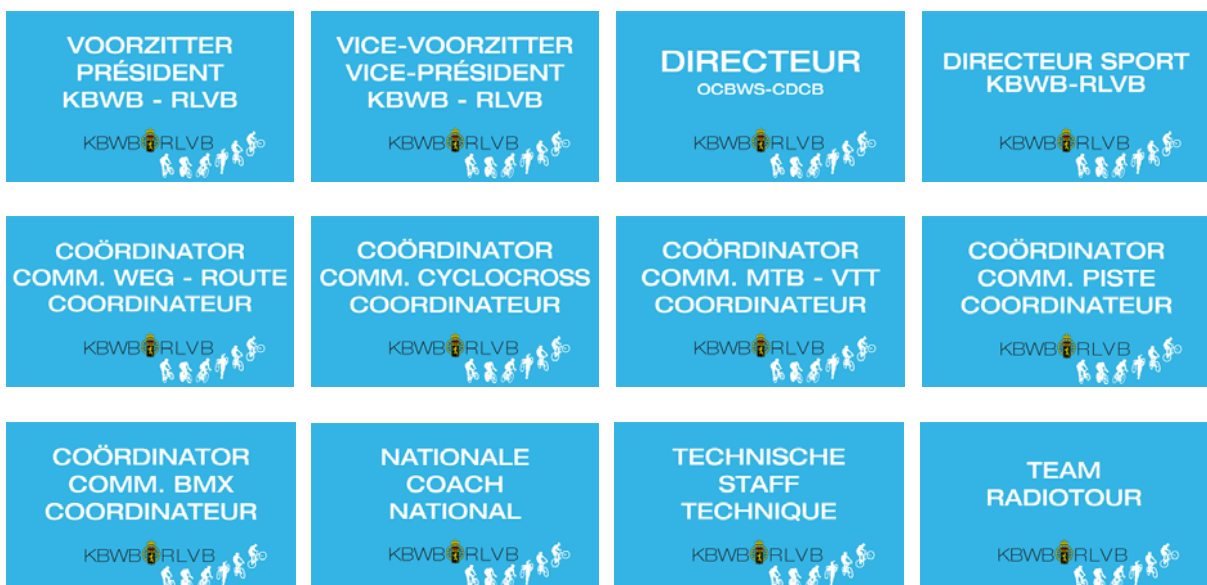 VOORZITTER
PRÉSIDENT
KBWB - RLVB
KBWB RLVB
VICE-VOORZITTER
VICE-PRÉSIDENT
KBWB - RLVB
KBWB RLVB
DIRECTEUR
OCBWS-CDCB
KBWB RLVB
DIRECTEUR SPORT
KBWB-RLVB
KBWB RLVB
COÖRDINATOR
COMM. WEG - ROUTE
COORDINATEUR
KBWB RLVB
COÖRDINATOR
COMM. CYCLOCROSS
COORDINATEUR
KBWB RLVB
COÖRDINATOR
COMM. MTB - VTT
COORDINATEUR
KBWB RLVB
COÖRDINATOR
COMM. PISTE
COORDINATEUR
KBWB RLVB
COÖRDINATOR
COMM. BMX
COORDINATEUR
KBWB RLVB
NATIONALE
COACH
NATIONAL
KBWB RLVB
TECHNISCHE
STAFF
TECHNIQUE
KBWB RLVB
TEAM
RADIOTOUR
KBWB RLVB